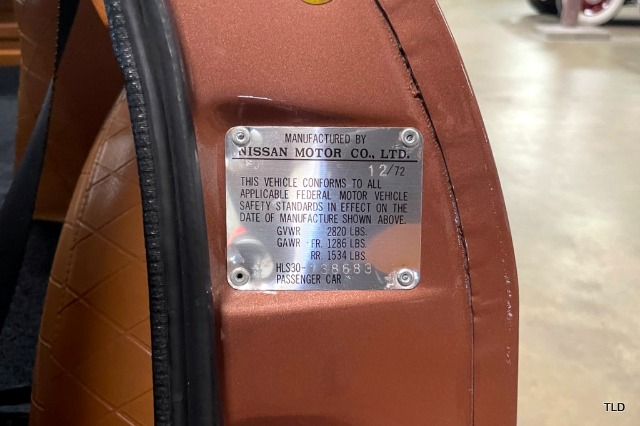 MANUFACTURED BY
NISSAN MOTOR CO., LTD.
12/72
THIS VEHICLE CONFORMS TO ALL
APPLICABLE FEDERAL MOTOR VEHICLE
SAFETY STANDARDS IN EFFECT ON THE
DATE OF MANUFACTURE SHOWN ABOVE.
GVWR 2820 LBS.
GAWR -FR. 1286 LBS.
RR. 1534 LBS.
HLS30-138683
PASSENGER CAR
TLD